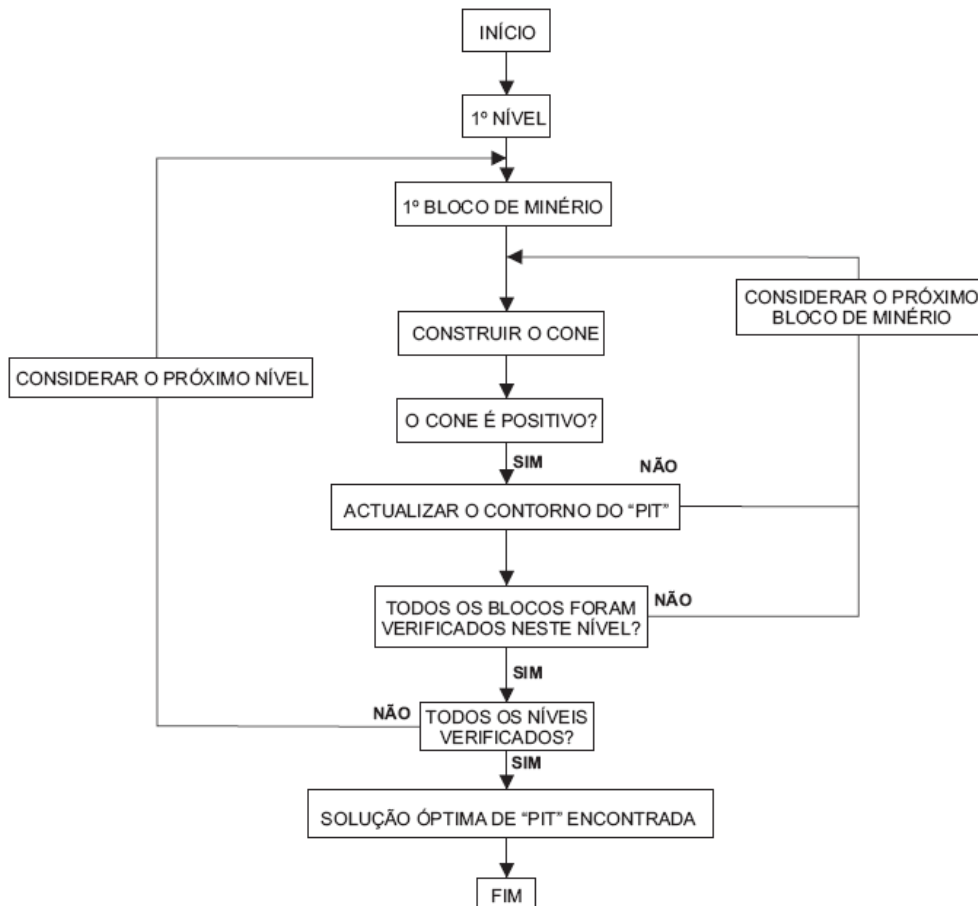 INÍCIO
1º NÍVEL
1º BLOCO DE MINÉRIO
CONSIDERAR O PRÓXIMO
BLOCO DE MINÉRIO
CONSTRUIR O CONE
CONSIDERAR O PRÓXIMO NÍVEL
O CONE É POSITIVO?
SIM
NÃO
ACTUALIZAR O CONTORNO DO “PIT”
TODOS OS BLOCOS FORAM
VERIFICADOS NESTE NÍVEL?
NÃO
SIM
NÃO
TODOS OS NÍVEIS
VERIFICADOS?
SIM
SOLUÇÃO ÓPTIMA DE “PIT” ENCONTRADA
FIM